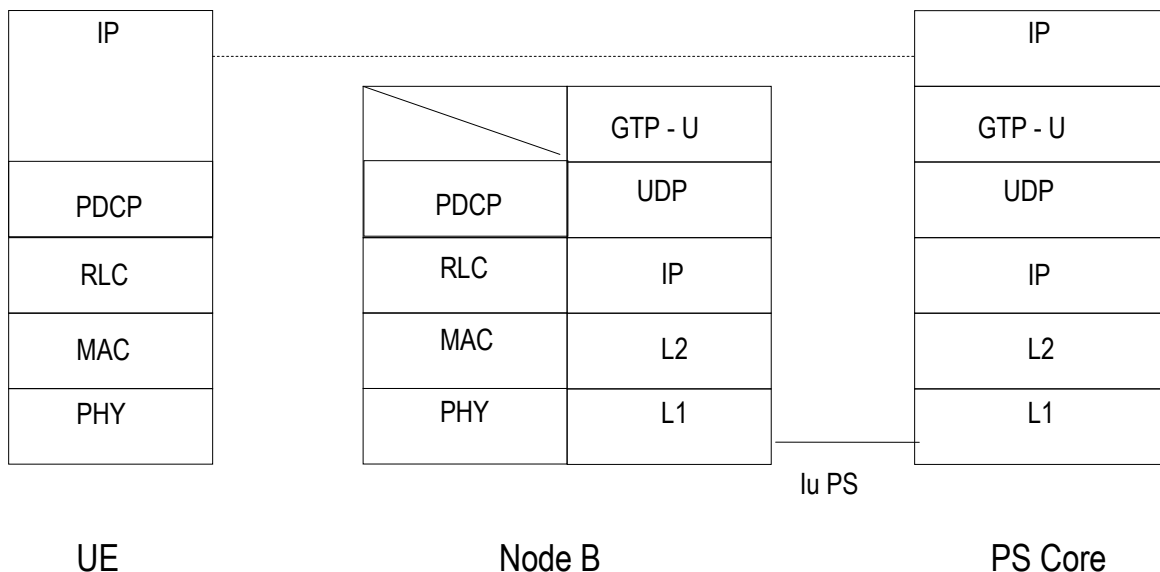 IP
PDCP
RLC
MAC
PHY
UE
PDCP
RLC
MAC
PHY
GTP - U
UDP
IP
L2
L1
Node B
Iu PS
IP
GTP - U
UDP
IP
L2
L1
PS Core